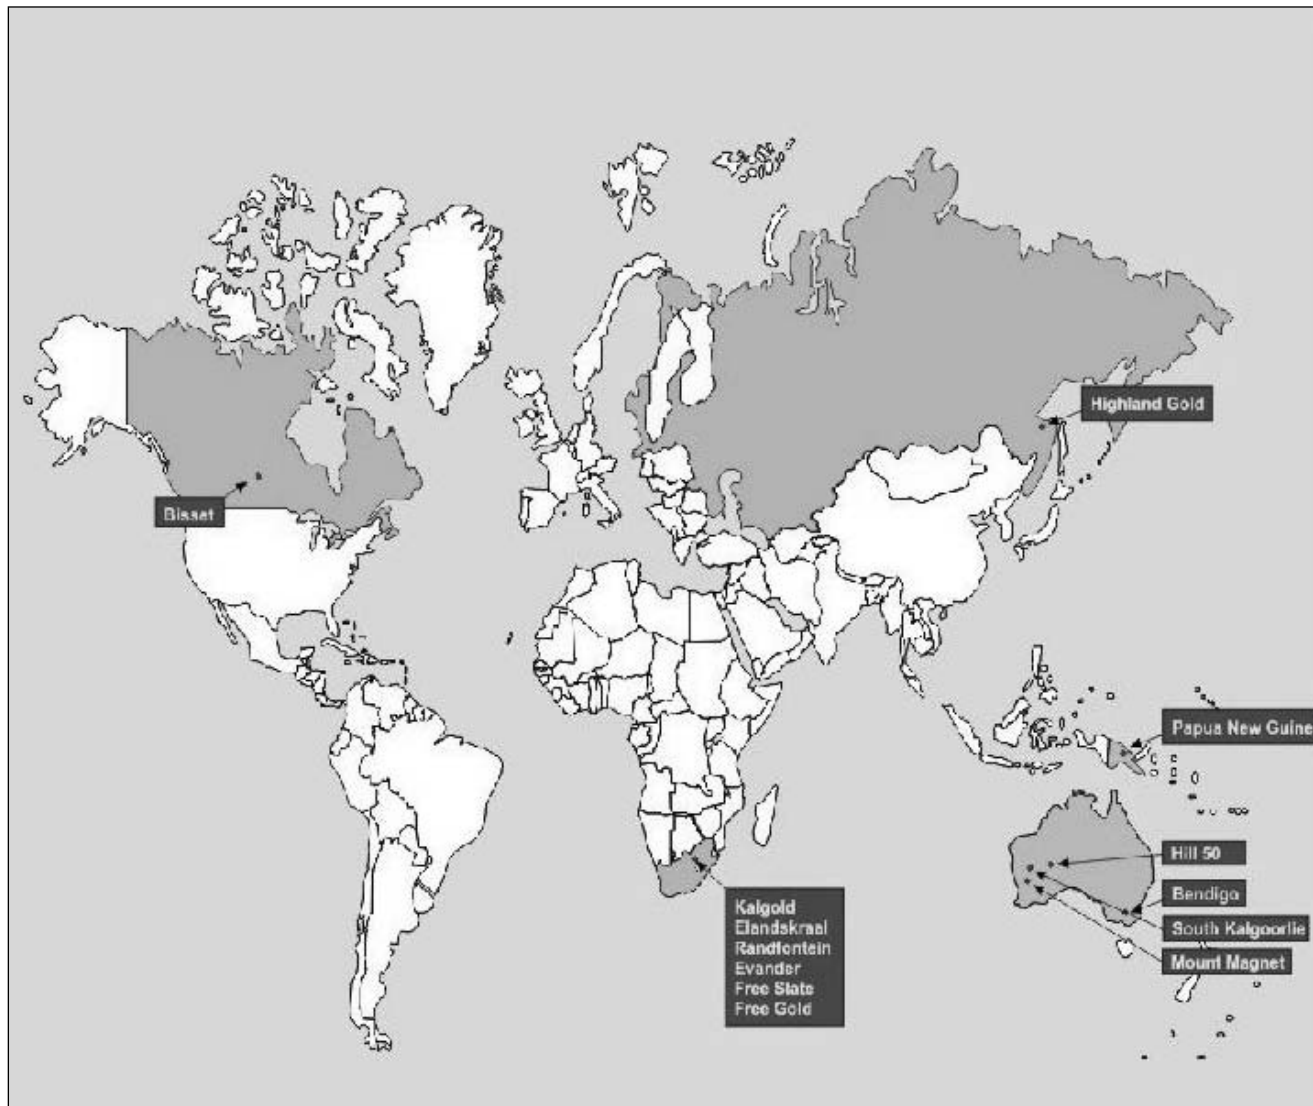 Highland Gold
Bisset
Papua New Guine
Hill 50
Bendigo
South Kalgoorlie
Mount Magnet
Kalgold
Elandskraal
Randfontein
Evander
Free State
Free Gold